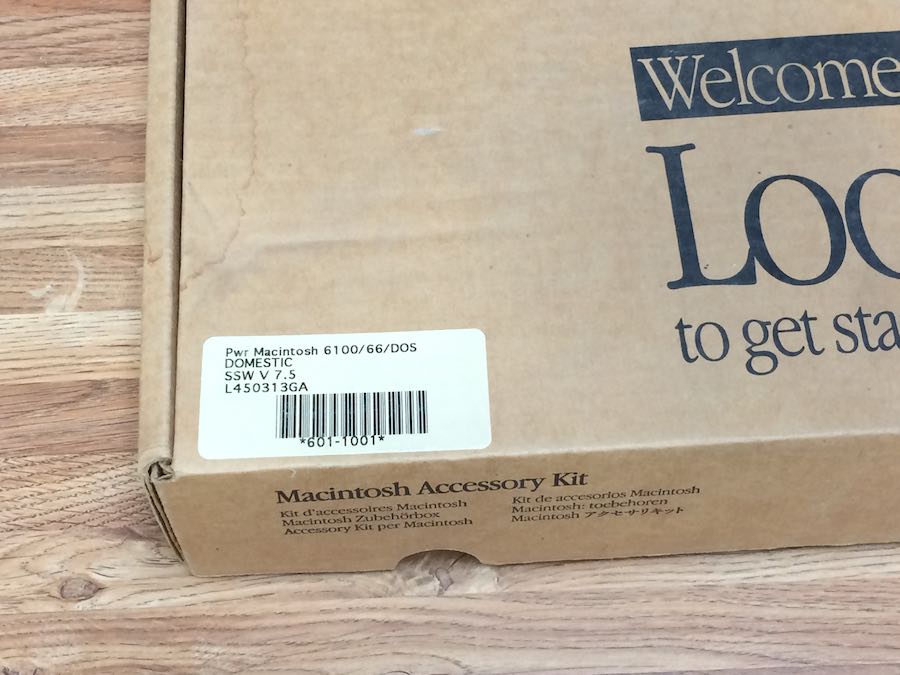 Welcome
Loo
to get sta
Pwr Macintosh 6100/66/DOS
DOMESTIC
SSW V 7.5
L450313GA
*601-1001*
Macintosh Accessory Kit
Kit d'accessoires Macintosh
Macintosh Zubehörbox
Accessory Kit per Macintosh
Kit de accesorios Macintosh
Macintosh: toebehoren
Macintosh アクセサリキット